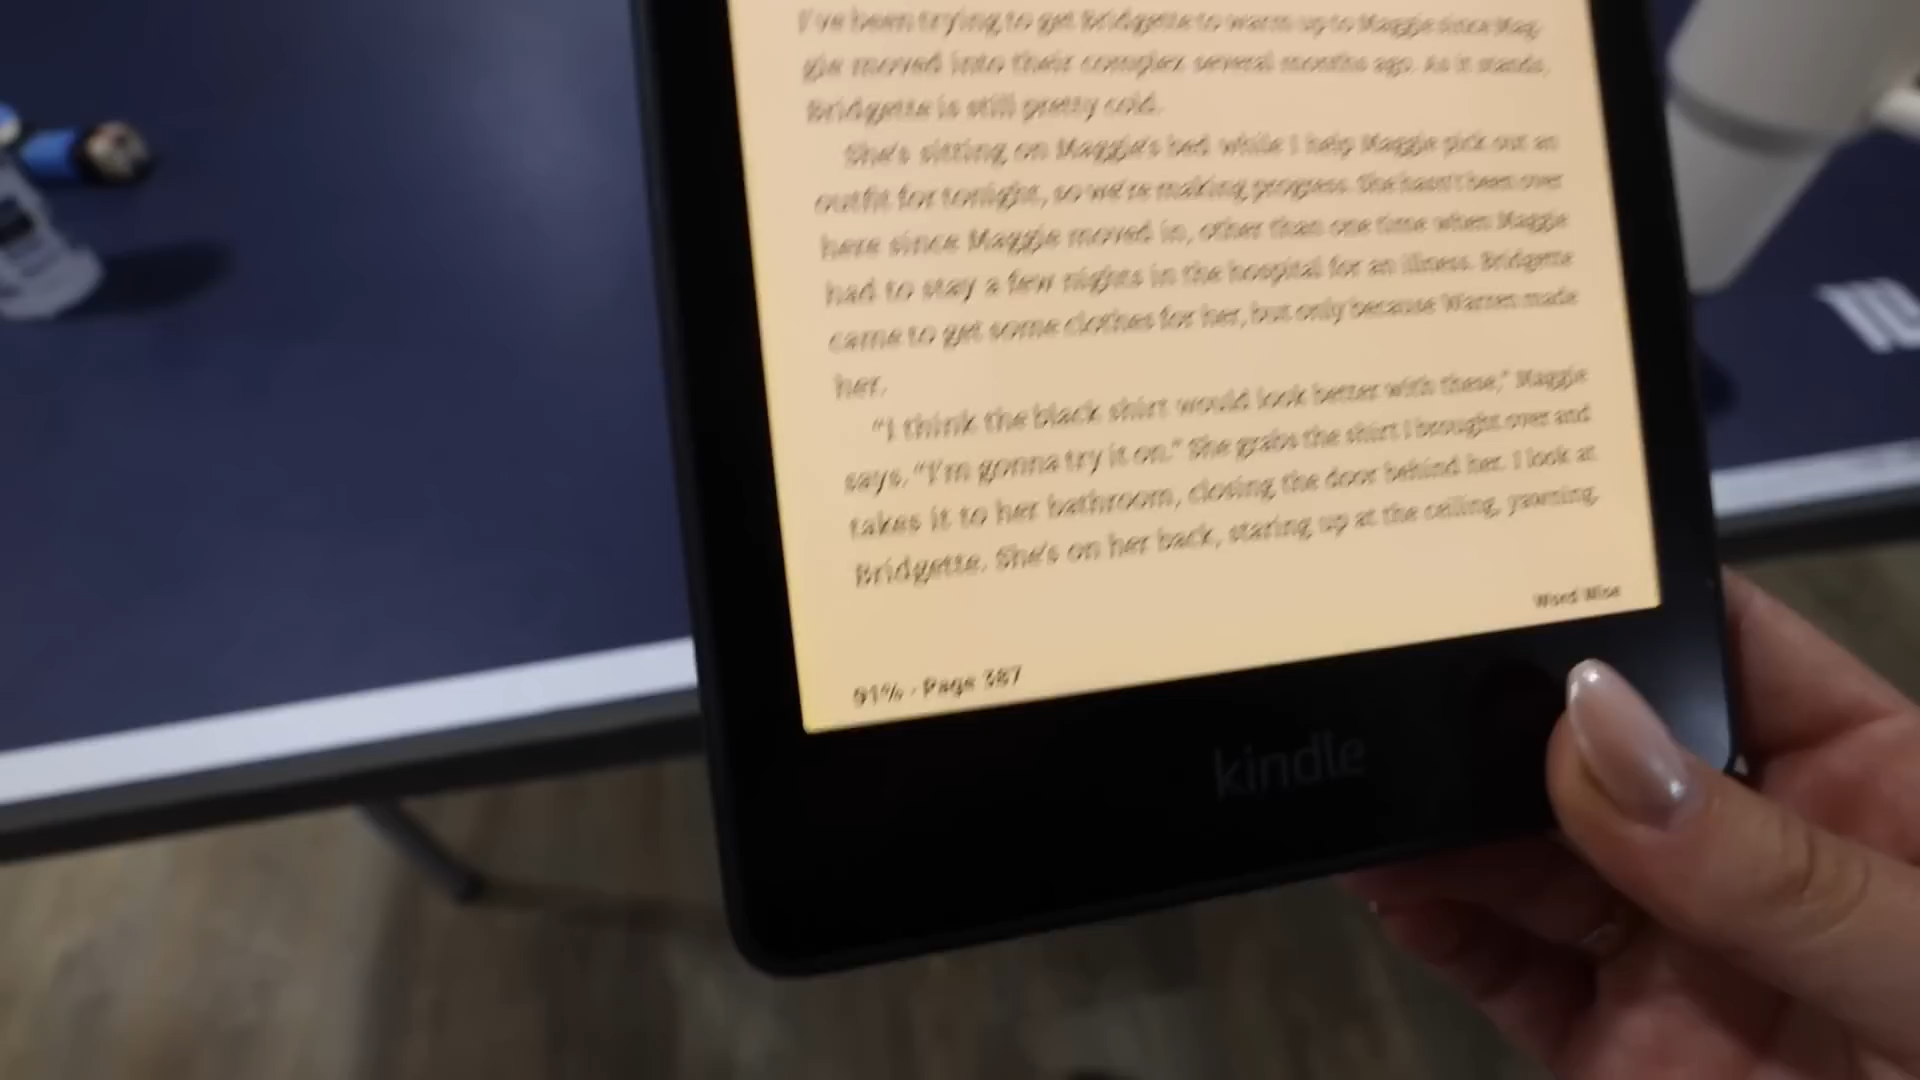 I've been trying to get Bridgette to warm up to Maggie since Mag-
gie moved into their complex several months ago. As it stands,
Bridgette is still pretty cold.
She's sitting on Maggie's bed while I help Maggie pick out an
outfit for tonight, so we're making progress. She hasn't been over
here since Maggie moved in, other than one time when Maggie
had to stay a few nights in the hospital for an illness. Bridgette
came to get some clothes for her, but only because Warren made
her.
"I think the black shirt would look better with these," Maggie
says. "I'm gonna try it on." She grabs the shirt I brought over and
takes it to her bathroom, closing the door behind her. I look at
Bridgette. She's on her back, staring up at the ceiling, yawning.
Word Wise
91% · Page 387
kindle